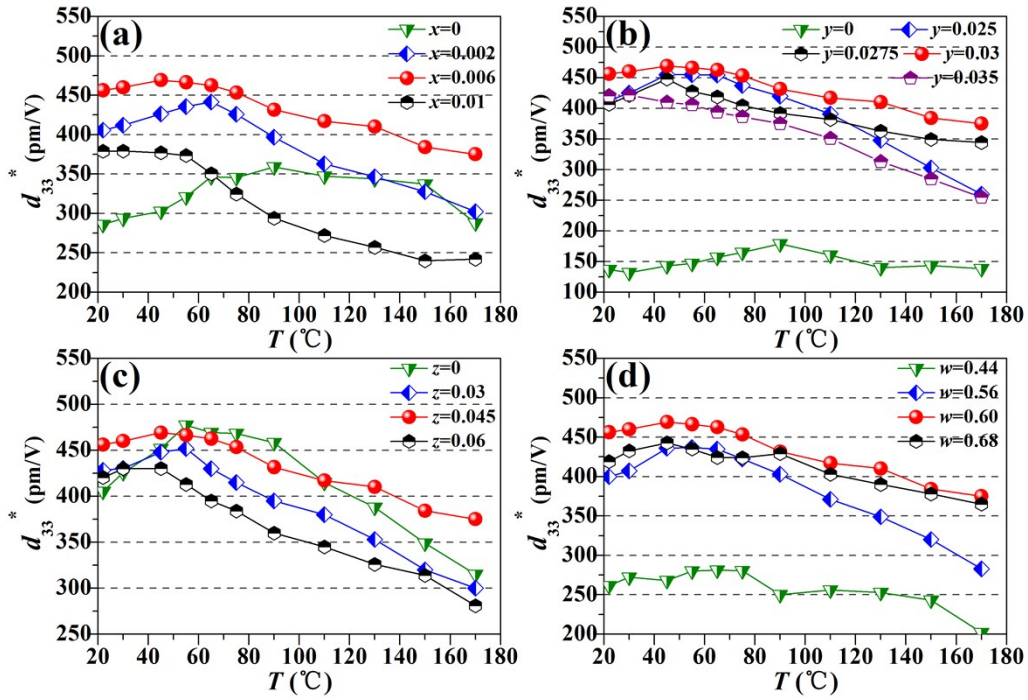 (a)
x=0
x=0.002
x=0.006
x=0.01
550
500
450
400
350
300
250
200
d33* (pm/V)
20 40 60 80 100 120 140 160 180
T (℃)
(b)
y=0 y=0.025
y=0.0275 y=0.03
y=0.035
550
500
450
400
350
300
250
200
150
100
d33* (pm/V)
20 40 60 80 100 120 140 160 180
T (℃)
(c)
z=0
z=0.03
z=0.045
z=0.06
550
500
450
400
350
300
250
d33* (pm/V)
20 40 60 80 100 120 140 160 180
T (℃)
(d)
w=0.44
w=0.56
w=0.60
w=0.68
550
500
450
400
350
300
250
200
d33* (pm/V)
20 40 60 80 100 120 140 160 180
T (℃)